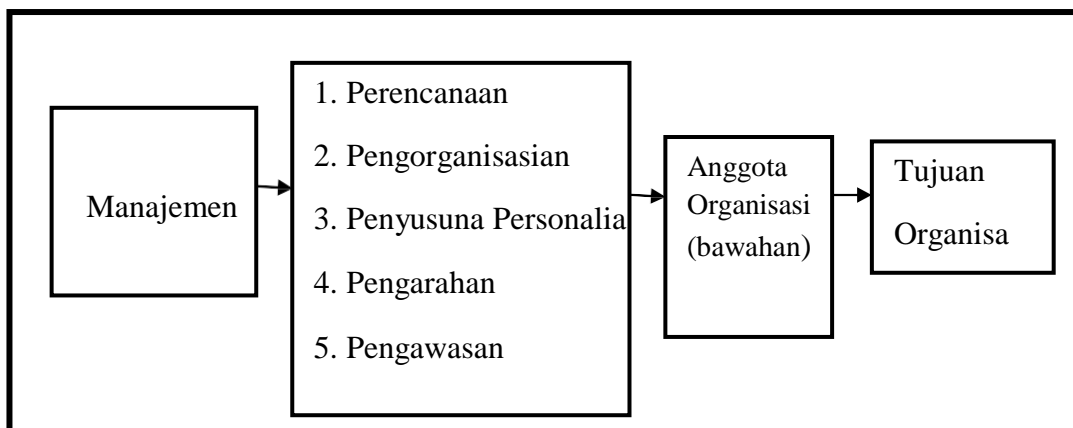 Manajemen
1. Perencanaan
2. Pengorganisasian
3. Penyusuna Personalia
4. Pengarahan
5. Pengawasan
Anggota
Organisasi
(bawahan)
Tujuan
Organisa